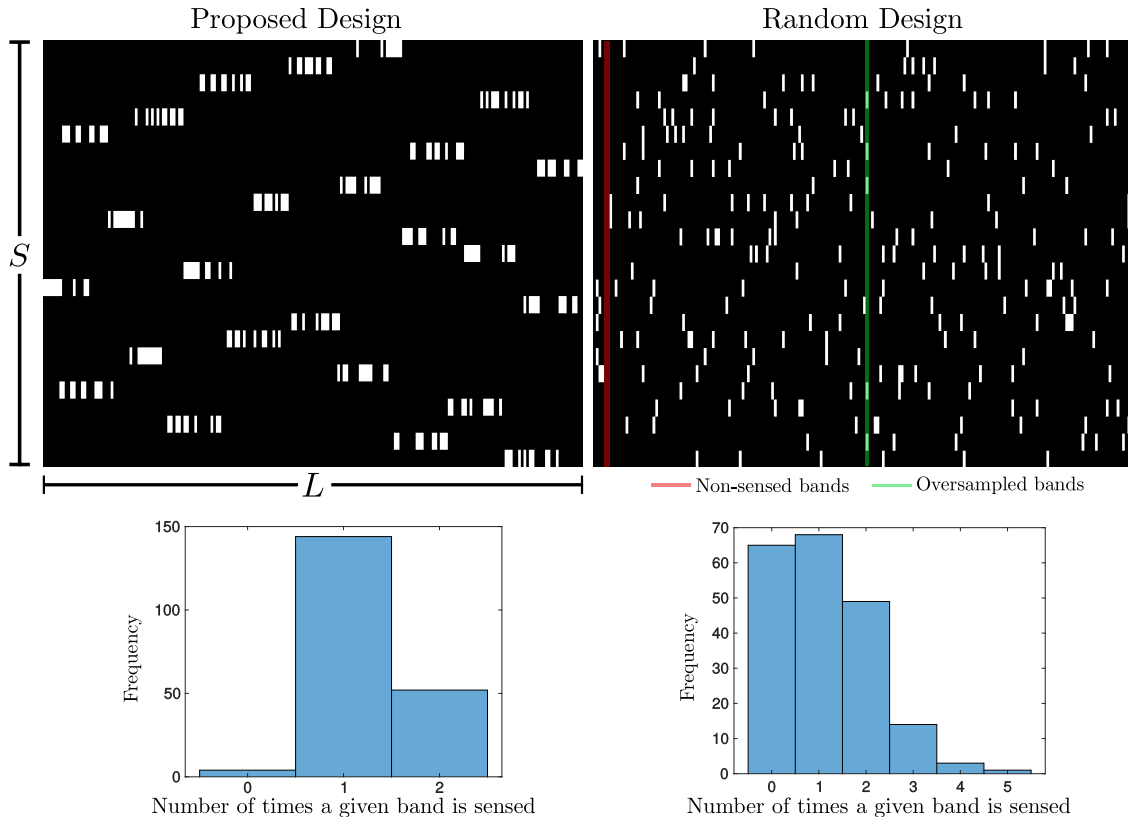 Proposed Design
Random Design
S
L
Non-sensed bands
Oversampled bands
150
100
50
0
Frequency
0 1 2
Number of times a given band is sensed
70
60
50
40
30
20
10
0
Frequency
0 1 2 3 4 5
Number of times a given band is sensed